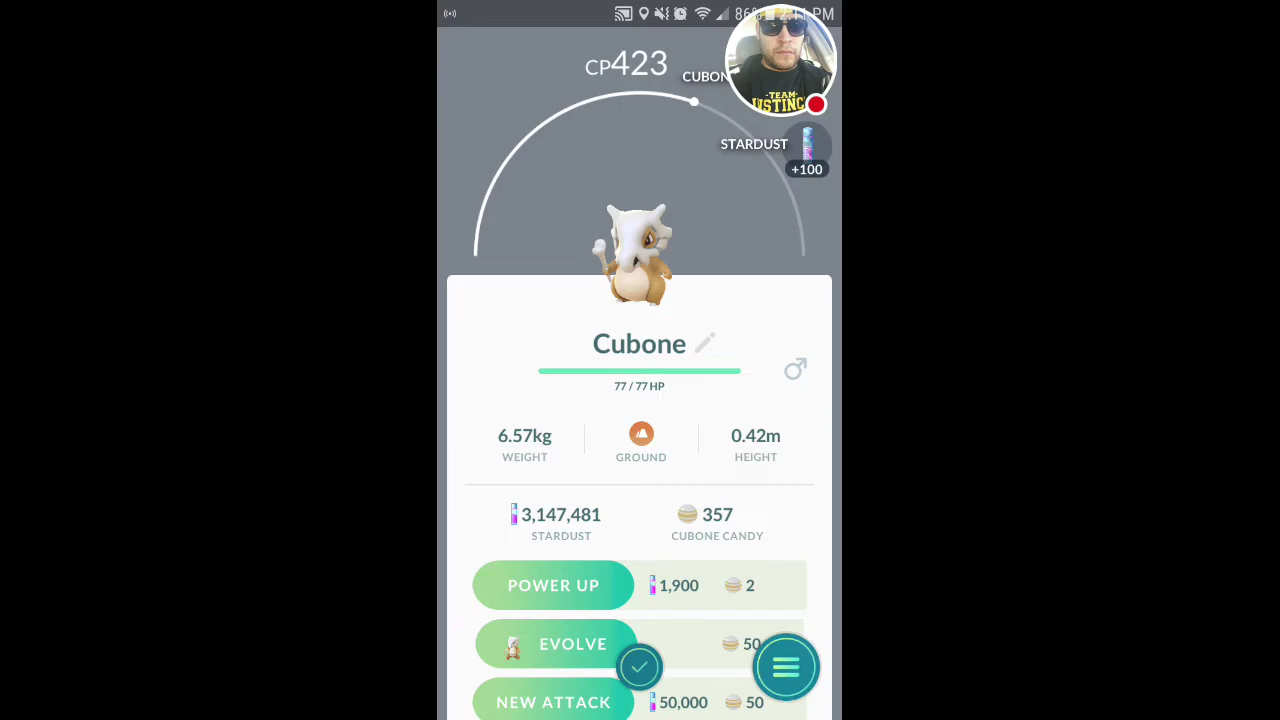 CP423
CUBON
-TEAM-
STARDUST
+100
Cubone
77 / 77 HP
6.57kg
0.42m
WEIGHT
GROUND
HEIGHT
3,147,481
357
STARDUST
CUBONE CANDY
POWER UP
1,900
2
EVOLVE
50
NEW ATTACK
50,000
50